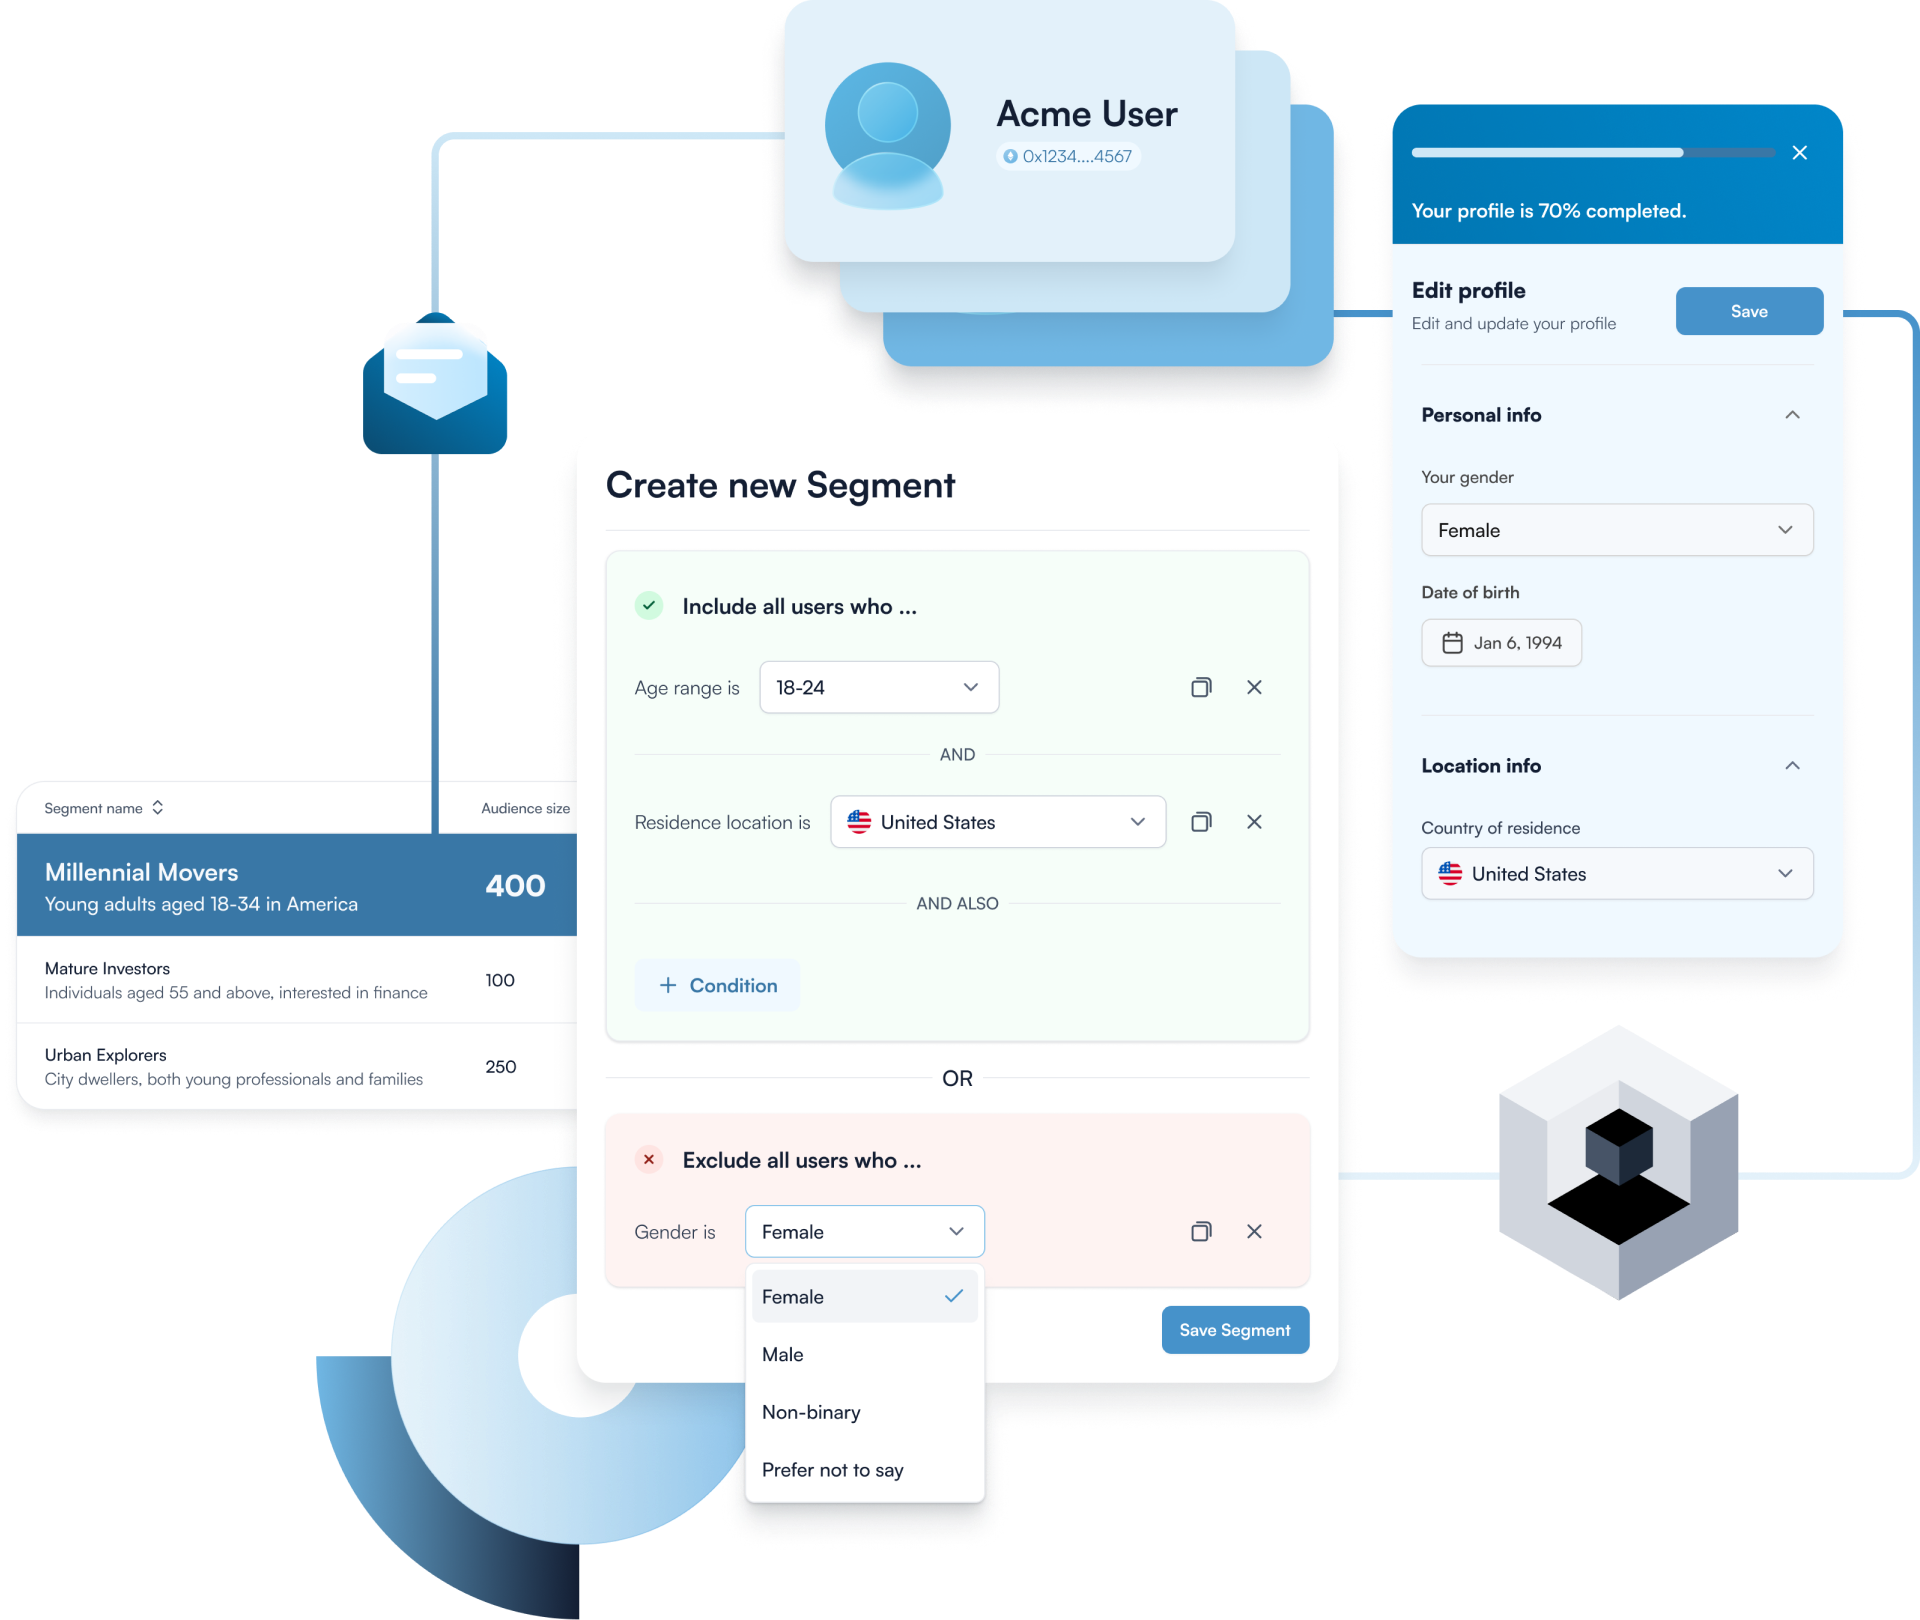 Acme User
0x1234....4567
Your profile is 70% completed.
Edit profile
Edit and update your profile
Save
Personal info
Your gender
Female
Date of birth
Jan 6, 1994
Location info
Country of residence
United States
Create new Segment
Include all users who ...
Age range is
18-24
AND
Residence location is
United States
AND ALSO
+ Condition
OR
Exclude all users who ...
Gender is
Female
Female
Male
Non-binary
Prefer not to say
Save Segment
Segment name
Audience size
Millennial Movers
Young adults aged 18-34 in America
400
Mature Investors
Individuals aged 55 and above, interested in finance
100
Urban Explorers
City dwellers, both young professionals and families
250